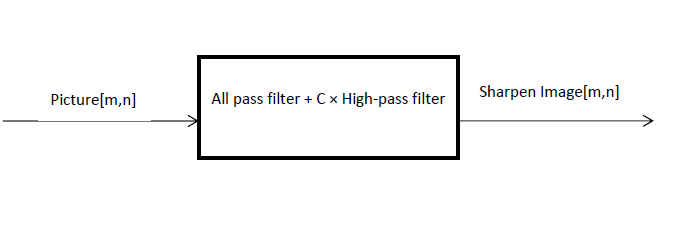 Picture[m,n]
All pass filter + C × High-pass filter
Sharpen Image[m,n]